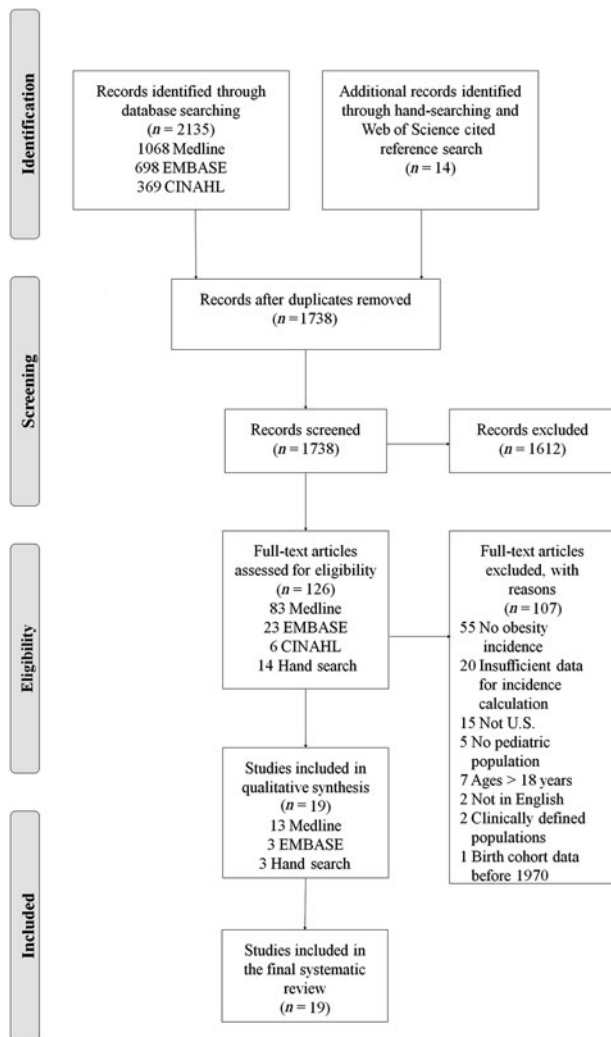 Identification
Records identified through
database searching
(n = 2135)
1068 Medline
698 EMBASE
369 CINAHL
Additional records identified
through hand-searching and
Web of Science cited
reference search
(n = 14)
Screening
Records after duplicates removed
(n = 1738)
Records screened
(n = 1738)
Records excluded
(n = 1612)
Eligibility
Full-text articles
assessed for eligibility
(n = 126)
83 Medline
23 EMBASE
6 CINAHL
14 Hand search
Full-text articles
excluded, with
reasons
(n = 107)
55 No obesity
incidence
20 Insufficient data
for incidence
calculation
15 Not U.S.
5 No pediatric
population
7 Ages > 18 years
2 Not in English
2 Clinically defined
populations
1 Birth cohort data
before 1970
Studies included in
qualitative synthesis
(n = 19)
13 Medline
3 EMBASE
3 Hand search
Included
Studies included in
the final systematic
review
(n = 19)